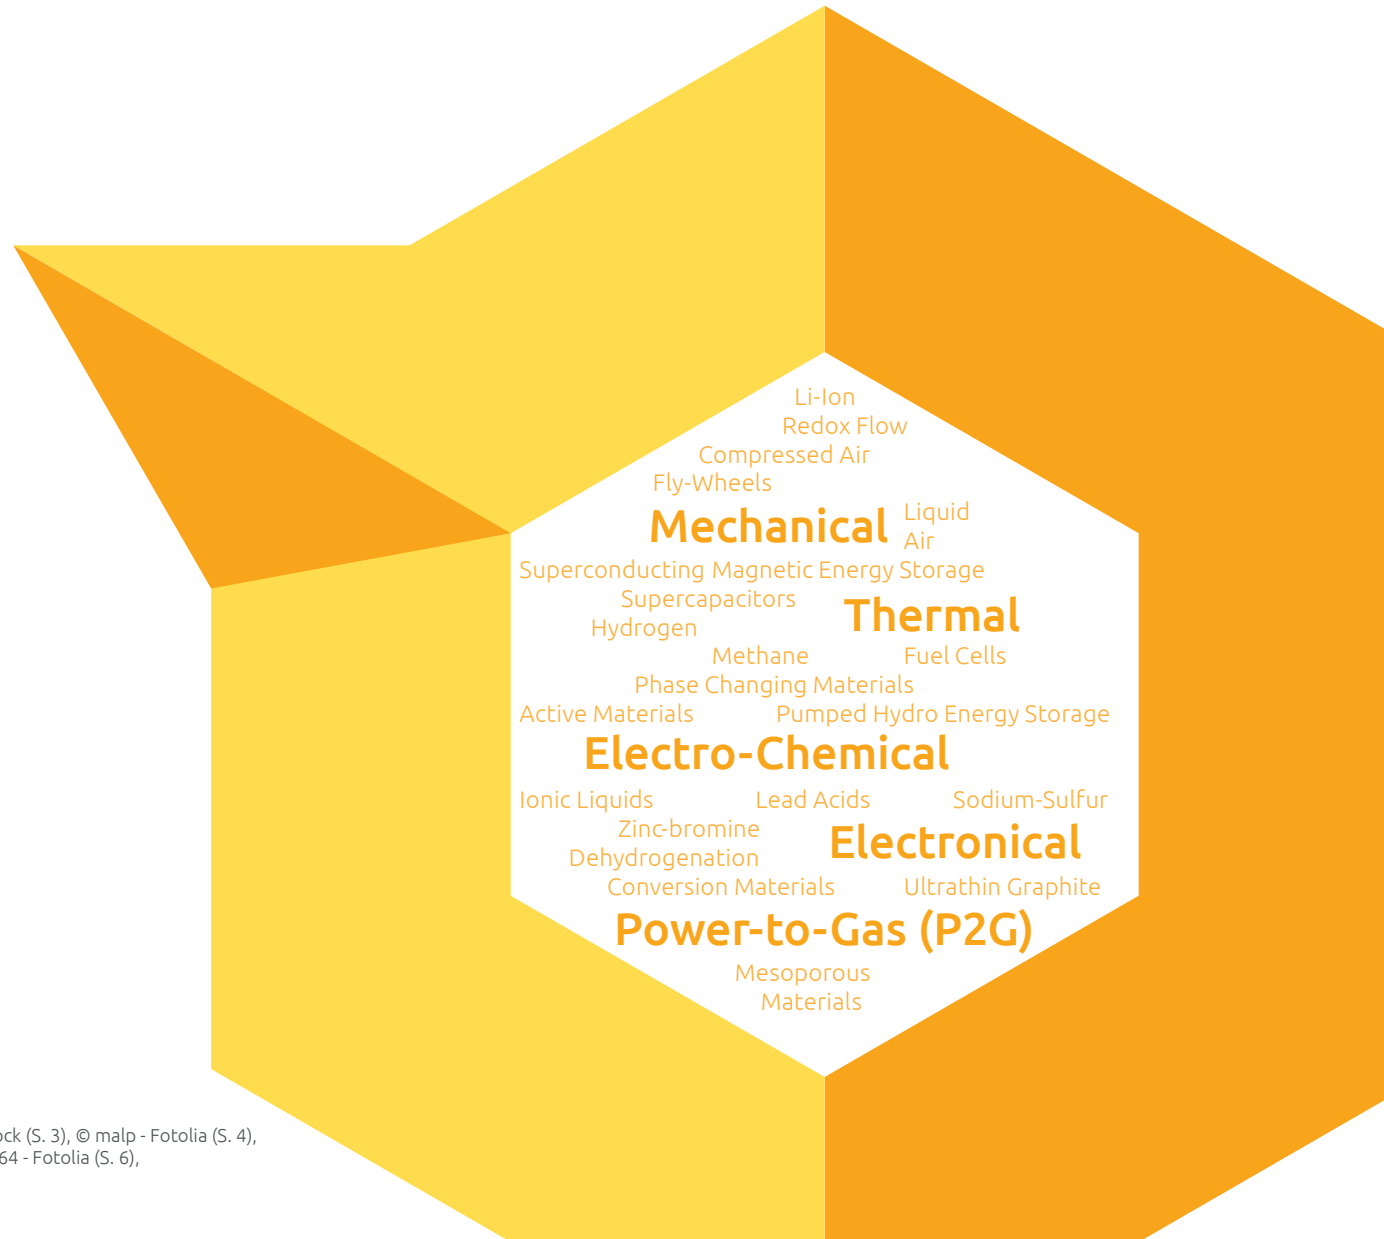 Li-Ion
Redox Flow
Compressed Air
Fly-Wheels
Mechanical
Liquid
Air
Superconducting Magnetic Energy Storage
Supercapacitors
Thermal
Hydrogen
Methane Fuel Cells
Phase Changing Materials
Active Materials Pumped Hydro Energy Storage
Electro-Chemical
Ionic Liquids Lead Acids Sodium-Sulfur
Zinc-bromine
Electronical
Dehydrogenation
Conversion Materials Ultrathin Graphite
Power-to-Gas (P2G)
Mesoporous
Materials
(S. 3), © malp - Fotolia (S. 4),
64 - Fotolia (S. 6),